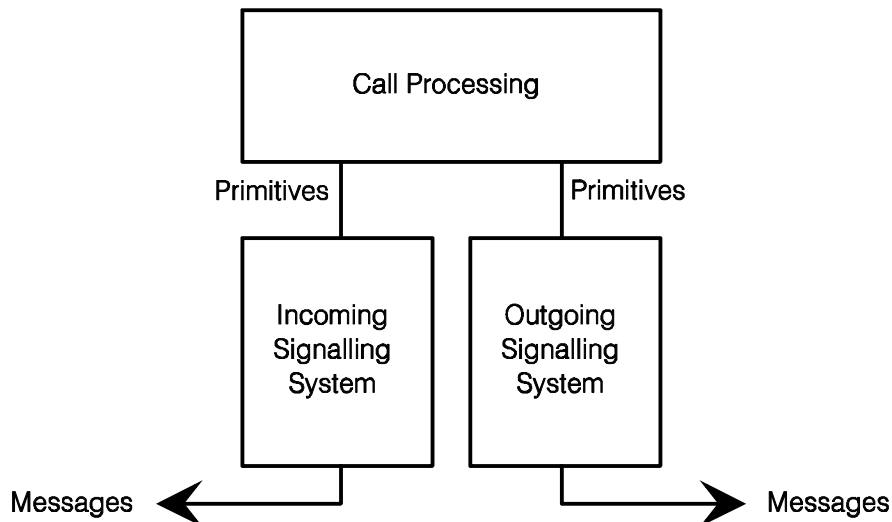 Call Processing
Primitives
Primitives
Incoming
Signalling
System
Outgoing
Signalling
System
Messages
Messages